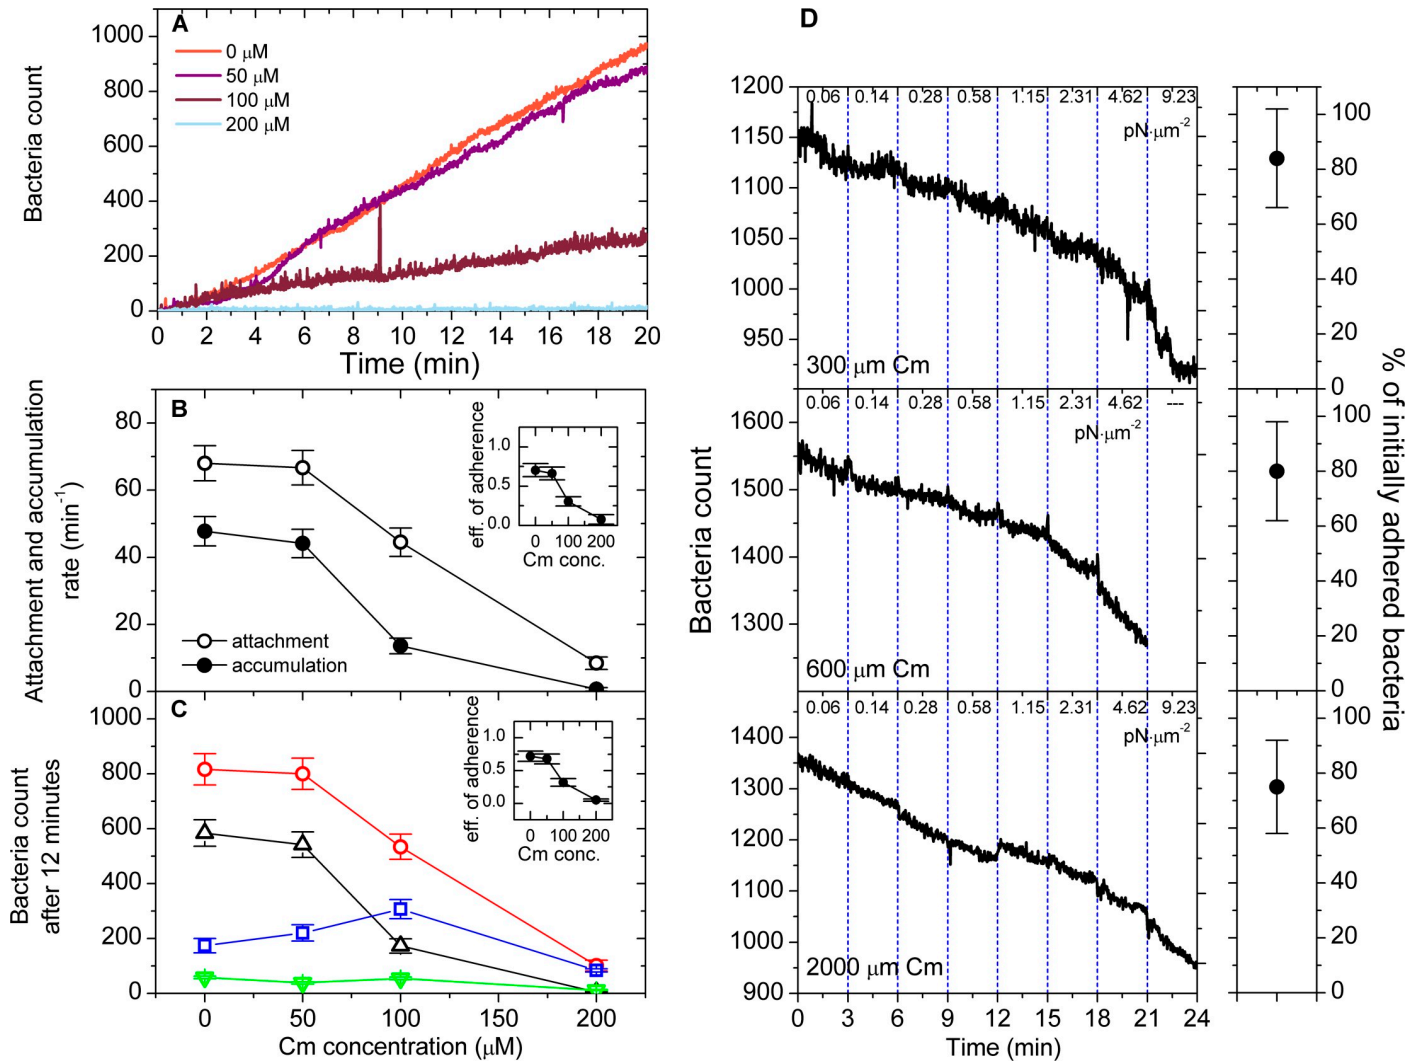 A
Bacteria count
1000
800
600
400
200
0
0 μM
50 μM
100 μM
200 μM
0 2 4 6 8 10 12 14 16 18 20
Time (min)
B
Attachment and accumulation
rate (min⁻¹)
80
60
40
20
0
attachment
accumulation
eff. of adherence
1.0
0.5
0.0
0 100 200
Cm conc.
C
Bacteria count
after 12 minutes
1000
800
600
400
200
0
eff. of adherence
1.0
0.5
0.0
0 100 200
Cm conc.
0 50 100 150 200
Cm concentration (μM)
D
Bacteria count
1200
1150
1100
1050
1000
950
0.06 0.14 0.28 0.58 1.15 2.31 4.62 9.23
pN·μm⁻²
300 μm Cm
100
80
60
40
20
0
1600
1500
1400
1300
0.06 0.14 0.28 0.58 1.15 2.31 4.62 ---
pN·μm⁻²
600 μm Cm
100
80
60
40
20
0
1400
1300
1200
1100
1000
900
0.06 0.14 0.28 0.58 1.15 2.31 4.62 9.23
pN·μm⁻²
2000 μm Cm
100
80
60
40
20
0
0 3 6 9 12 15 18 21 24
Time (min)
% of initially adhered bacteria